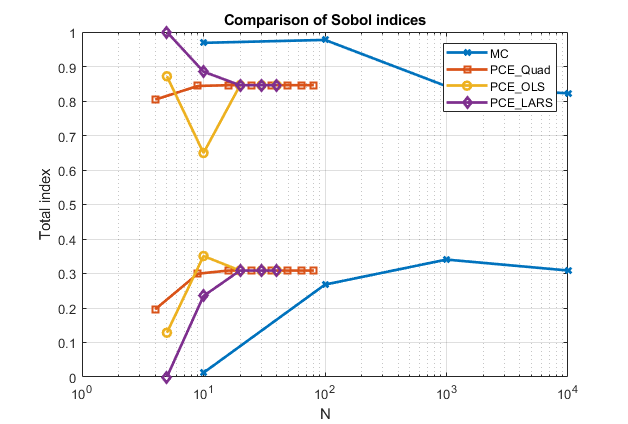 Comparison of Sobol indices
MC
PCE_Quad
PCE_OLS
PCE_LARS
Total index
1
0.9
0.8
0.7
0.6
0.5
0.4
0.3
0.2
0.1
0
10^0
10^1
10^2
10^3
10^4
N